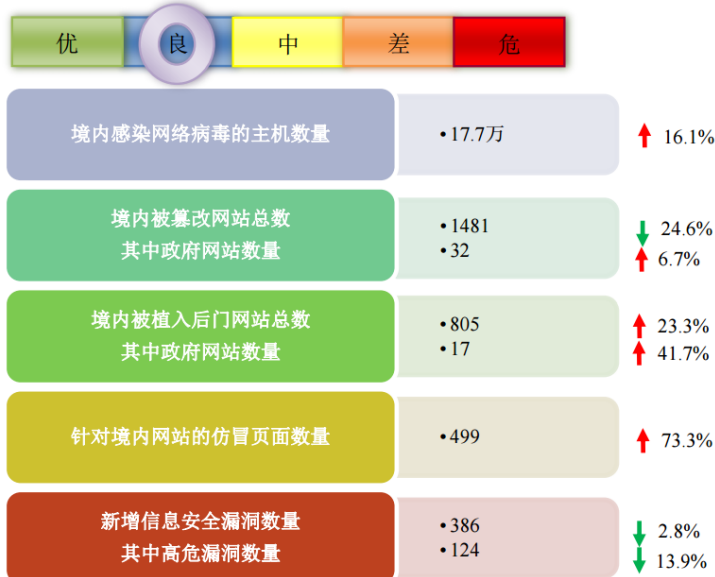 优 良 中 差 危
境内感染网络病毒的主机数量 •17.7万 16.1%
境内被篡改网站总数 •1481 24.6%
其中政府网站数量 •32 6.7%
境内被植入后门网站总数 •805 23.3%
其中政府网站数量 •17 41.7%
针对境内网站的仿冒页面数量 •499 73.3%
新增信息安全漏洞数量 •386 2.8%
其中高危漏洞数量 •124 13.9%